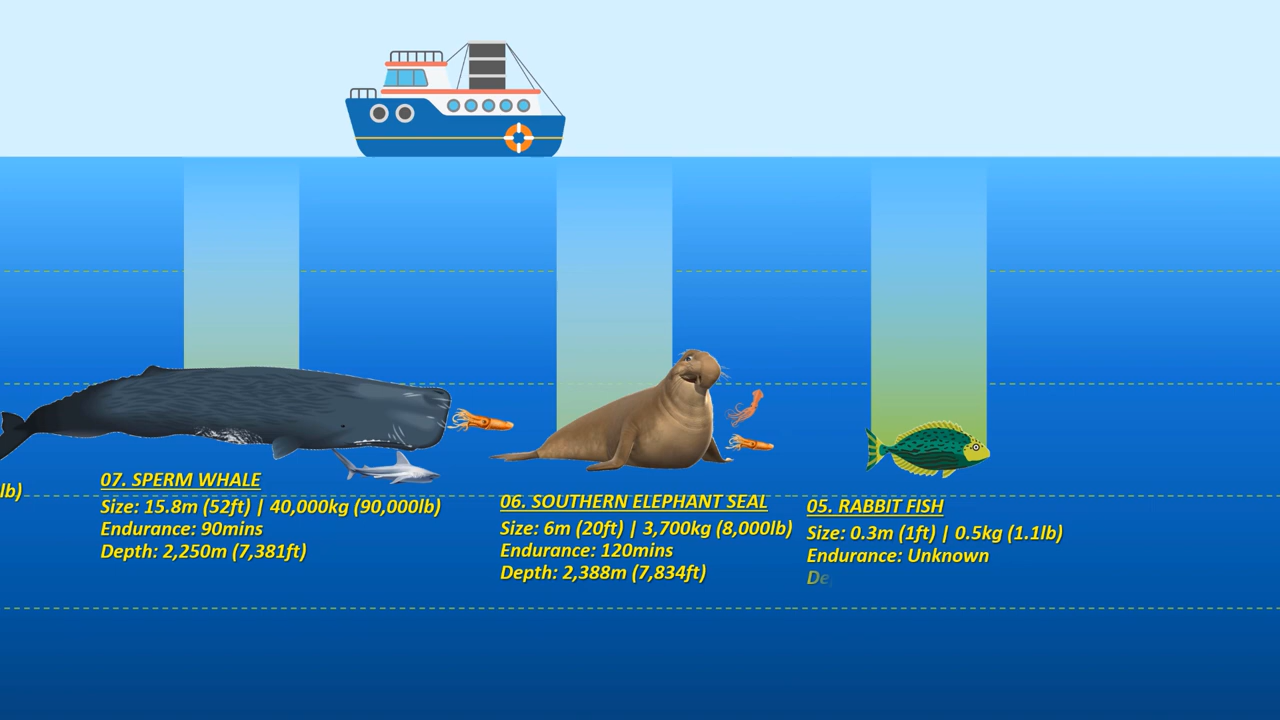 lb)
07. SPERM WHALE
Size: 15.8m (52ft) | 40,000kg (90,000lb)
Endurance: 90mins
Depth: 2,250m (7,381ft)
06. SOUTHERN ELEPHANT SEAL
Size: 6m (20ft) | 3,700kg (8,000lb)
Endurance: 120mins
Depth: 2,388m (7,834ft)
05. RABBIT FISH
Size: 0.3m (1ft) | 0.5kg (1.1lb)
Endurance: Unknown
De